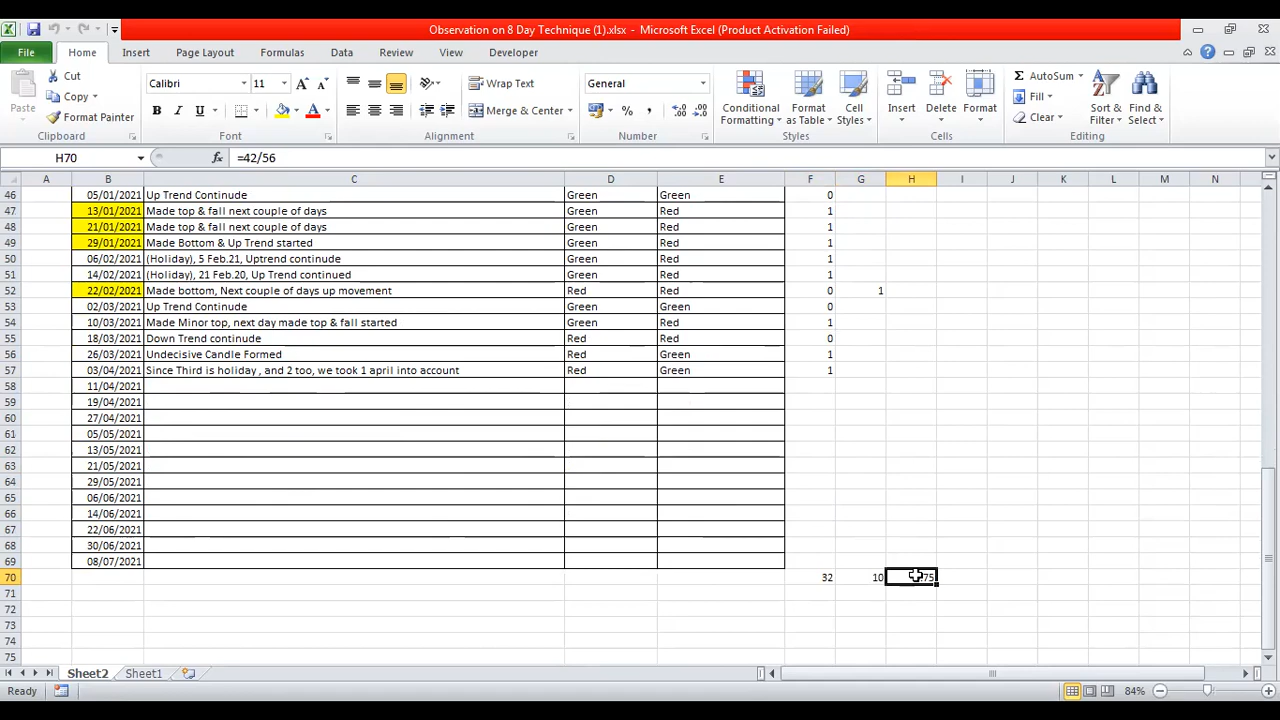 Observation on 8 Day Technique (1).xlsx - Microsoft Excel (Product Activation Failed)
File Home Insert Page Layout Formulas Data Review View Developer
Paste Cut Copy Format Painter Clipboard
Calibri 11 A A B I U A Font
Wrap Text Merge & Center Alignment
General % , Number
Conditional Formatting Format as Table Cell Styles Styles
Insert Delete Format Cells
AutoSum Fill Clear Sort & Filter Find & Select Editing
H70 fx =42/56
A B C D E F G H I J K L M N
46 05/01/2021 Up Trend Continude Green Green 0
47 13/01/2021 Made top & fall next couple of days Green Red 1
48 21/01/2021 Made top & fall next couple of days Green Red 1
49 29/01/2021 Made Bottom & Up Trend started Green Red 1
50 06/02/2021 (Holiday), 5 Feb.21, Uptrend continude Green Red 1
51 14/02/2021 (Holiday), 21 Feb.20, Up Trend continued Green Red 1
52 22/02/2021 Made bottom, Next couple of days up movement Red Red 0 1
53 02/03/2021 Up Trend Continude Green Green 0
54 10/03/2021 Made Minor top, next day made top & fall started Green Red 1
55 18/03/2021 Down Trend continude Red Red 0
56 26/03/2021 Undecisive Candle Formed Red Green 1
57 03/04/2021 Since Third is holiday , and 2 too, we took 1 april into account Red Green 1
58 11/04/2021
59 19/04/2021
60 27/04/2021
61 05/05/2021
62 13/05/2021
63 21/05/2021
64 29/05/2021
65 06/06/2021
66 14/06/2021
67 22/06/2021
68 30/06/2021
69 08/07/2021
70 32 10 75
71
72
73
74
75
Sheet2 Sheet1
Ready 84%